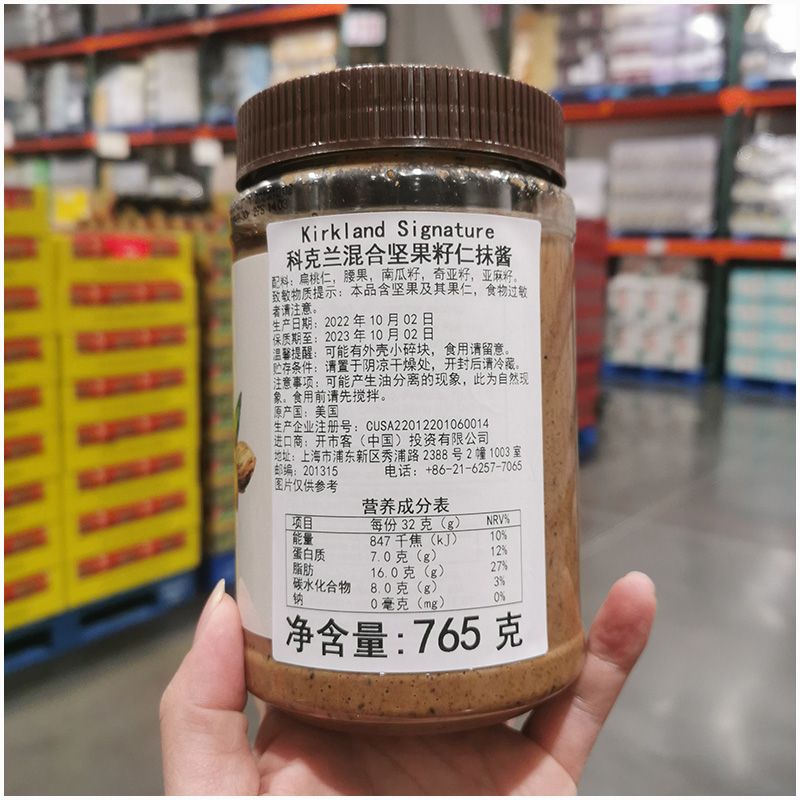 Kirkland Signature
科克兰混合坚果籽仁抹酱
配料：扁桃仁，腰果，南瓜籽，奇亚籽，亚麻籽。
致敏物质提示：本品含坚果及其果仁，食物过敏
者请注意。
生产日期：2022 年 10 月 02 日
保质期至：2023 年 10 月 02 日
温馨提醒：可能有外壳小碎块，食用请留意。
贮存条件：请置于阴凉干燥处，开封后请冷藏。
注意事项：可能产生油分离的现象，此为自然现
象。食用前请先搅拌。
原产国：美国
生产企业注册号：CUSA22012201060014
进口商：开市客（中国）投资有限公司
地址：上海市浦东新区秀浦路 2388 号 2 幢 1003 室
邮编：201315 电话：+86-21-6257-7065
图片仅供参考
营养成分表
项目 每份 32 克（g） NRV%
能量 847 千焦（kJ） 10%
蛋白质 7.0 克（g） 12%
脂肪 16.0 克（g） 27%
碳水化合物 8.0 克（g） 3%
钠 0 毫克（mg） 0%
净含量：765 克